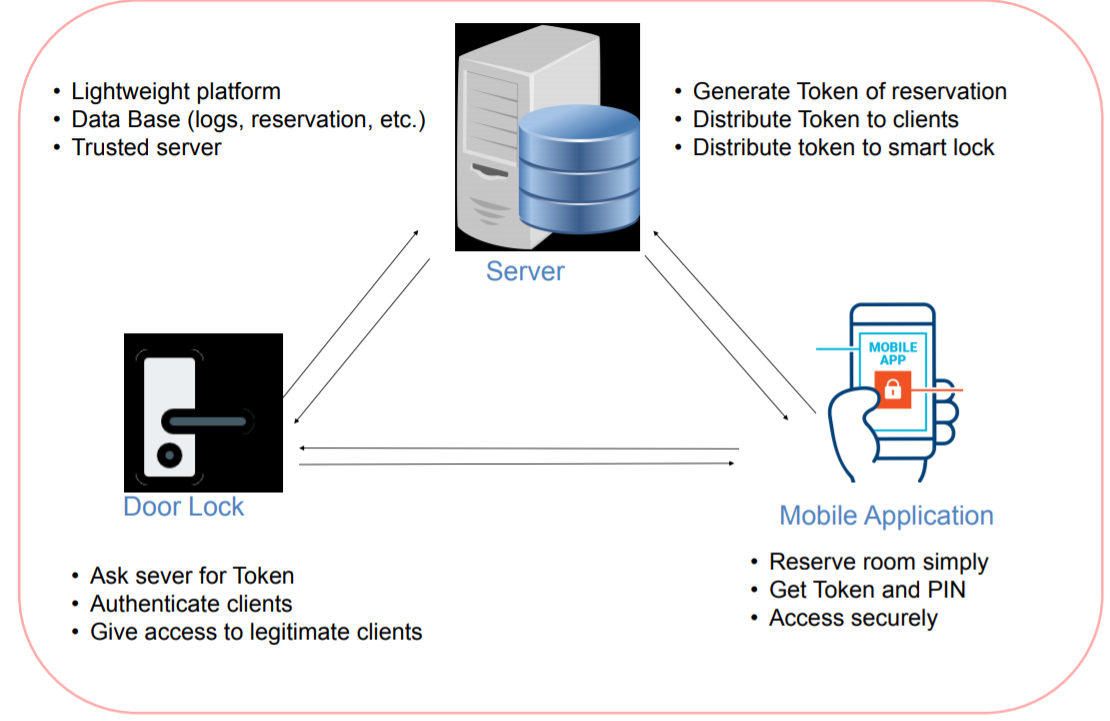 • Lightweight platform
• Data Base (logs, reservation, etc.)
• Trusted server
• Generate Token of reservation
• Distribute Token to clients
• Distribute token to smart lock
Server
MOBILE
APP
Door Lock
Mobile Application
• Ask sever for Token
• Authenticate clients
• Give access to legitimate clients
• Reserve room simply
• Get Token and PIN
• Access securely